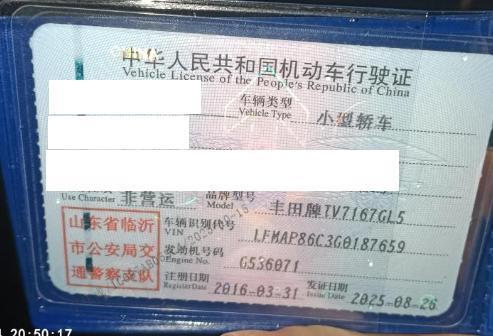 中华人民共和国机动车行驶证
Vehicle License of the People's Republic of China
车辆类型
Vehicle Type
小型轿车
Use Character 非营运
品牌型号
Model
丰田牌TV7167GL5
山东省临沂
市公安局交
通警察支队
车辆识别代号
VIN
LFMAP86C3G0187659
发动机号码
Engine No.
G536071
注册日期
Register Date
2016-03-31
发证日期
Issue Date
2025-08-26
20:50:17